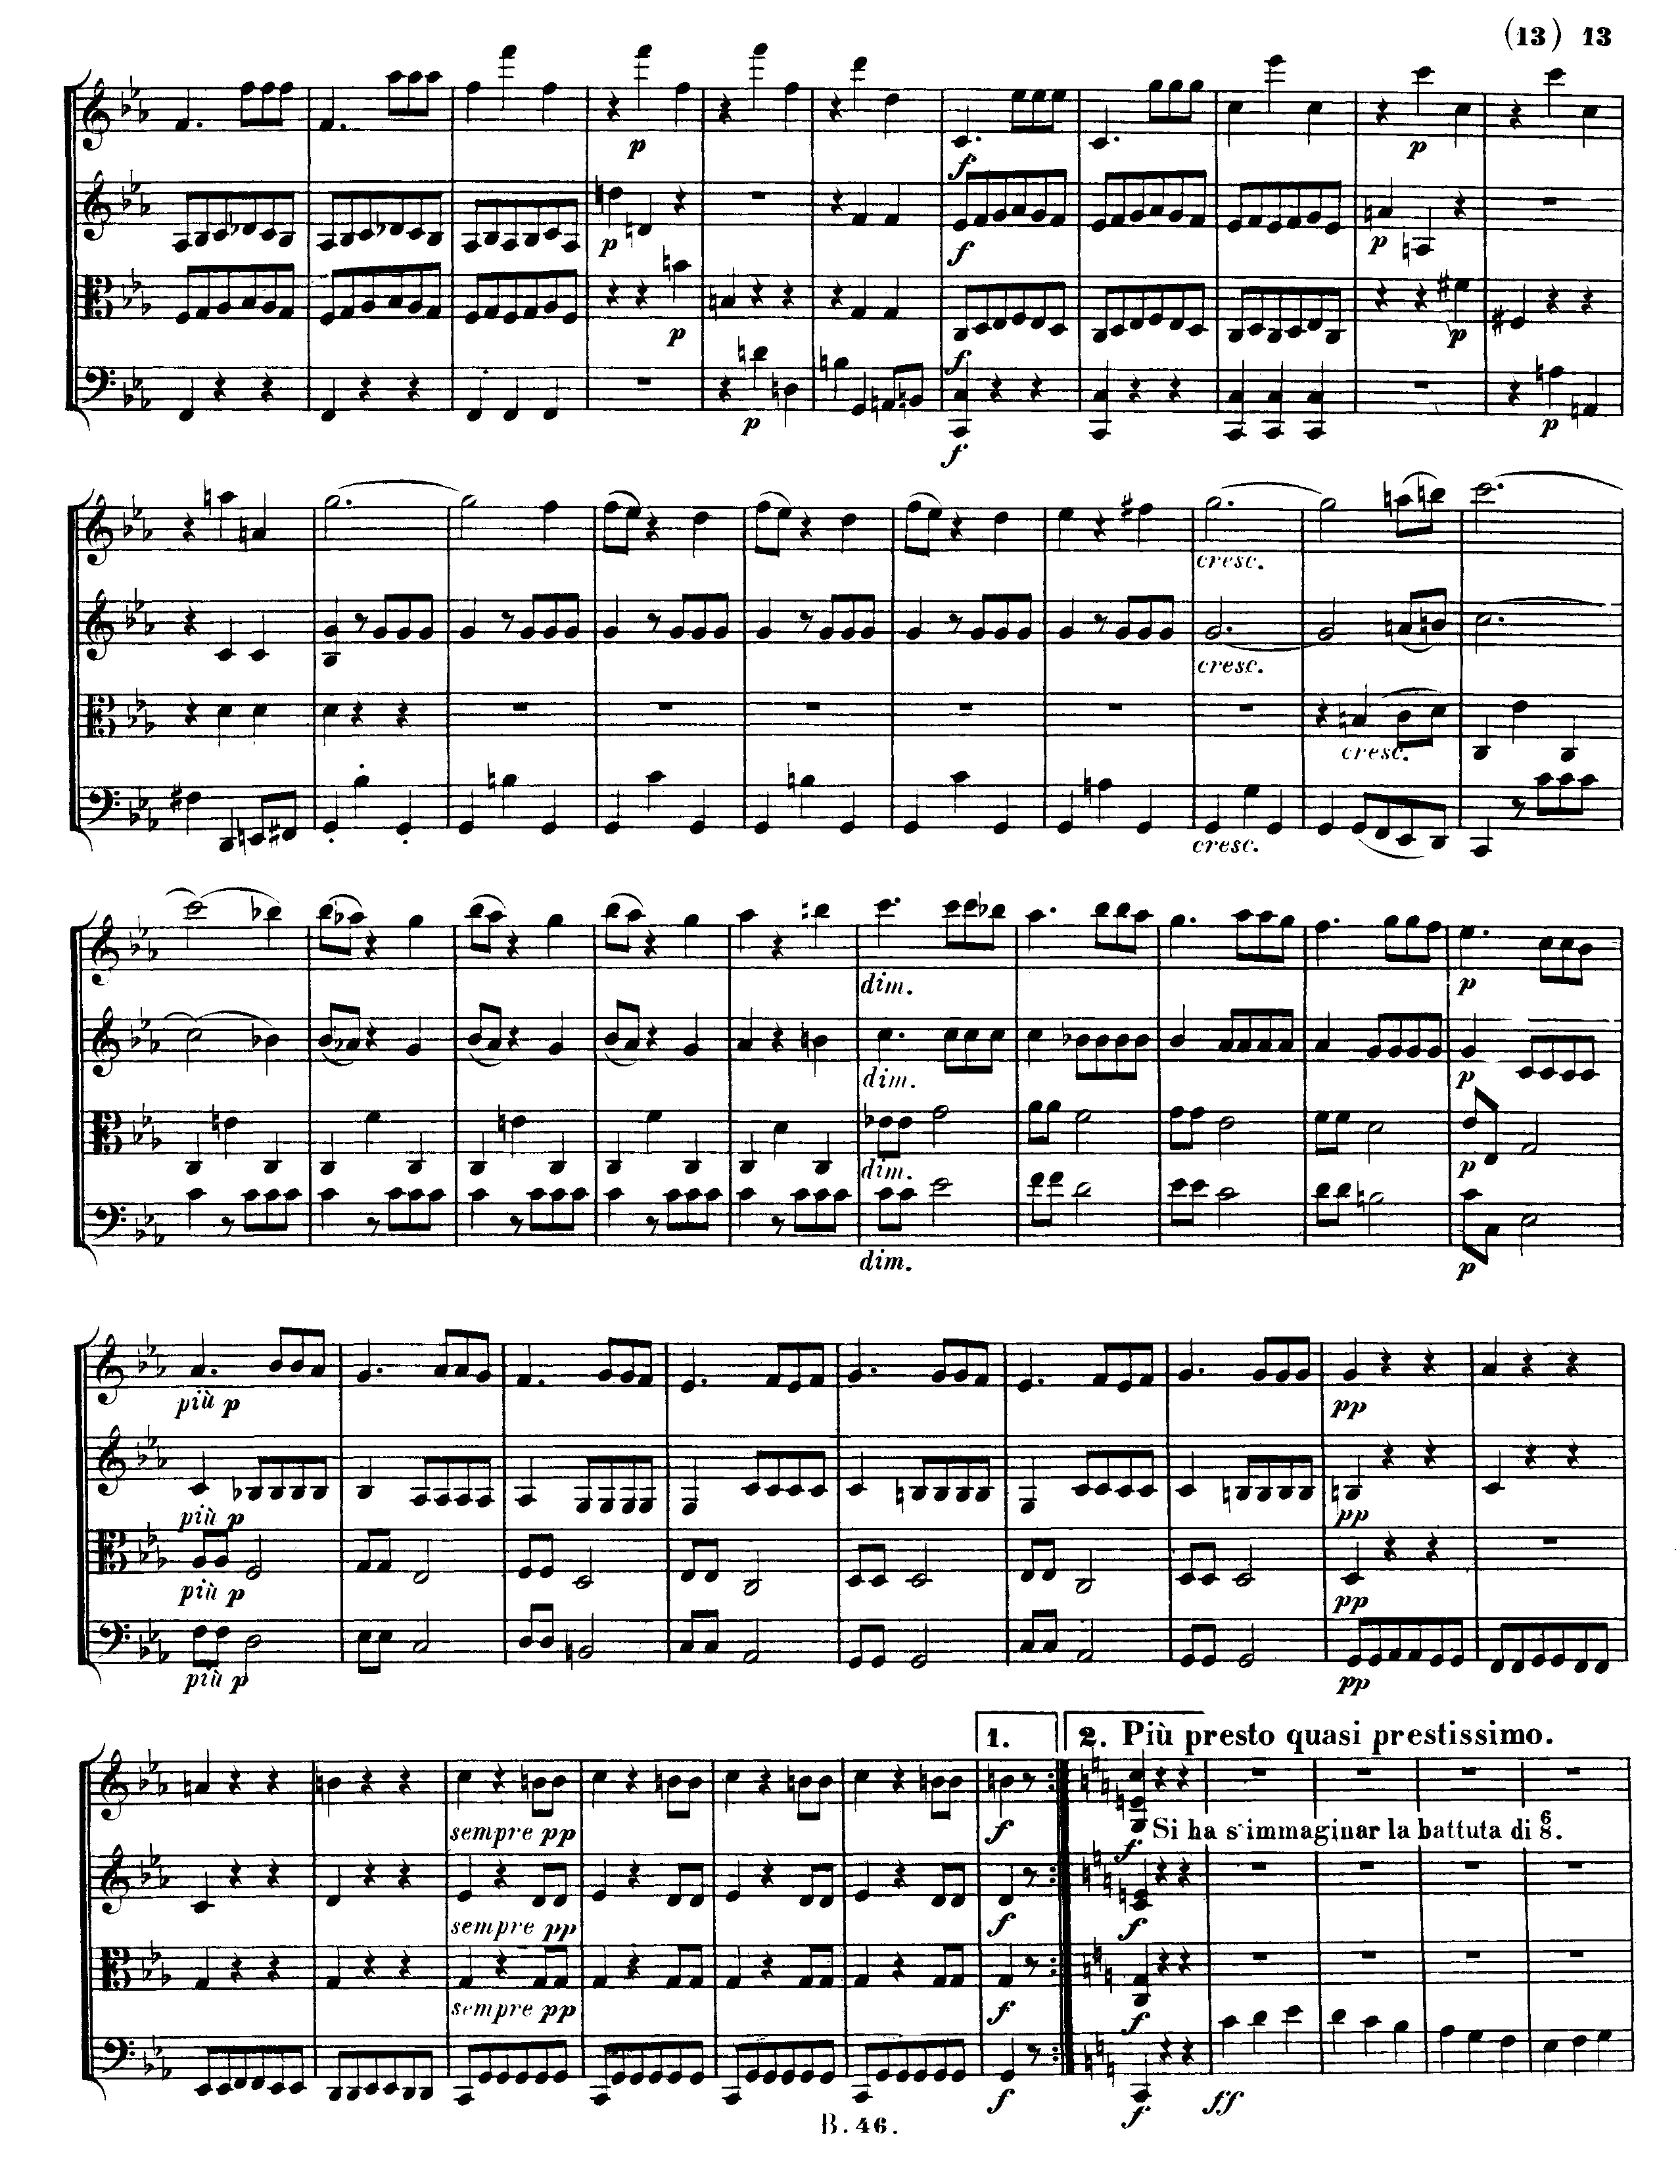 (13) 13
p p
p p
p p
f
f
f
p p
f
cresc.
cresc.
cresc.
cresc.
dim. p
dim. p
dim. p
dim. p
più p pp
più p pp
più p pp
più p pp
1. 2. Più presto quasi prestissimo.
sempre pp f f Si ha s'immaginar la battuta di 6/8.
sempre pp f f
sempre pp f f
f f ff
B. 46.